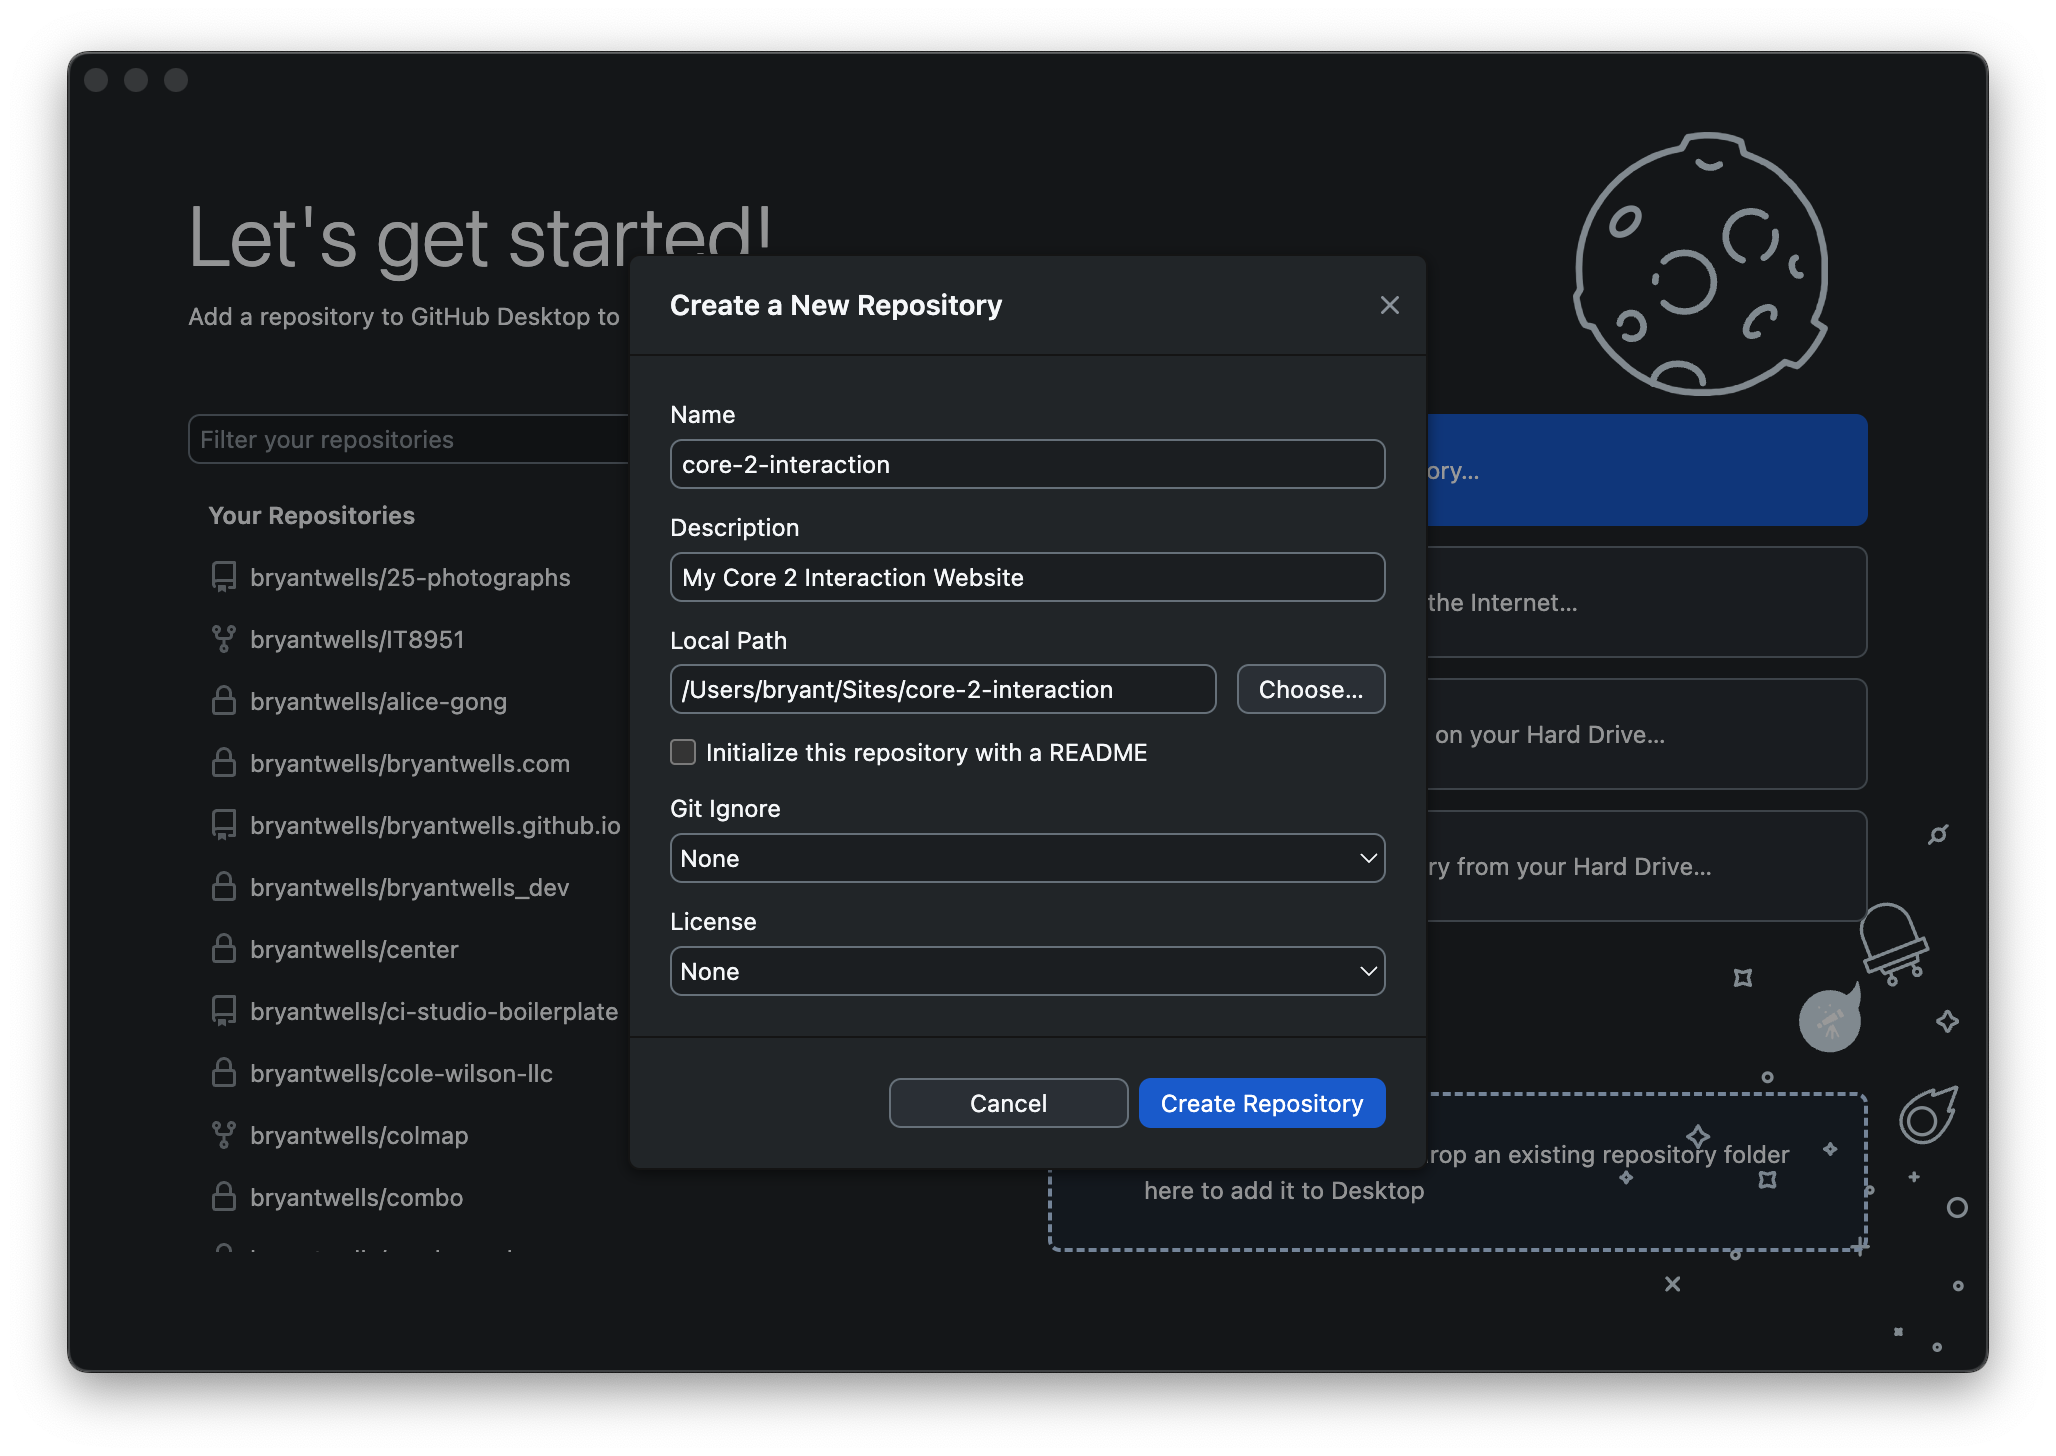 Let's get started!
Add a repository to GitHub Desktop to
Filter your repositories
Your Repositories
bryantwells/25-photographs
bryantwells/IT8951
bryantwells/alice-gong
bryantwells/bryantwells.com
bryantwells/bryantwells.github.io
bryantwells/bryantwells_dev
bryantwells/center
bryantwells/ci-studio-boilerplate
bryantwells/cole-wilson-llc
bryantwells/colmap
bryantwells/combo
Create a New Repository
Name
core-2-interaction
Description
My Core 2 Interaction Website
Local Path
/Users/bryant/Sites/core-2-interaction
Choose...
Initialize this repository with a README
Git Ignore
None
License
None
Cancel
Create Repository
ory...
the Internet...
on your Hard Drive...
ry from your Hard Drive...
rop an existing repository folder
here to add it to Desktop